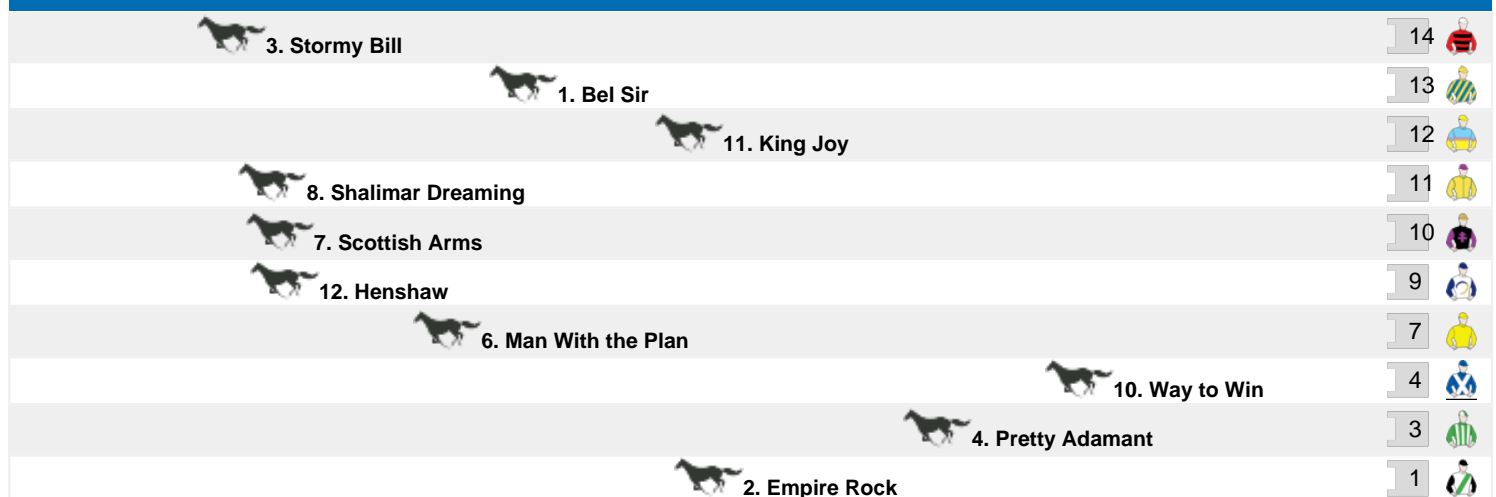 3. Stormy Bill 14
1. Bel Sir 13
11. King Joy 12
8. Shalimar Dreaming 11
7. Scottish Arms 10
12. Henshaw 9
6. Man With the Plan 7
10. Way to Win 4
4. Pretty Adamant 3
2. Empire Rock 1